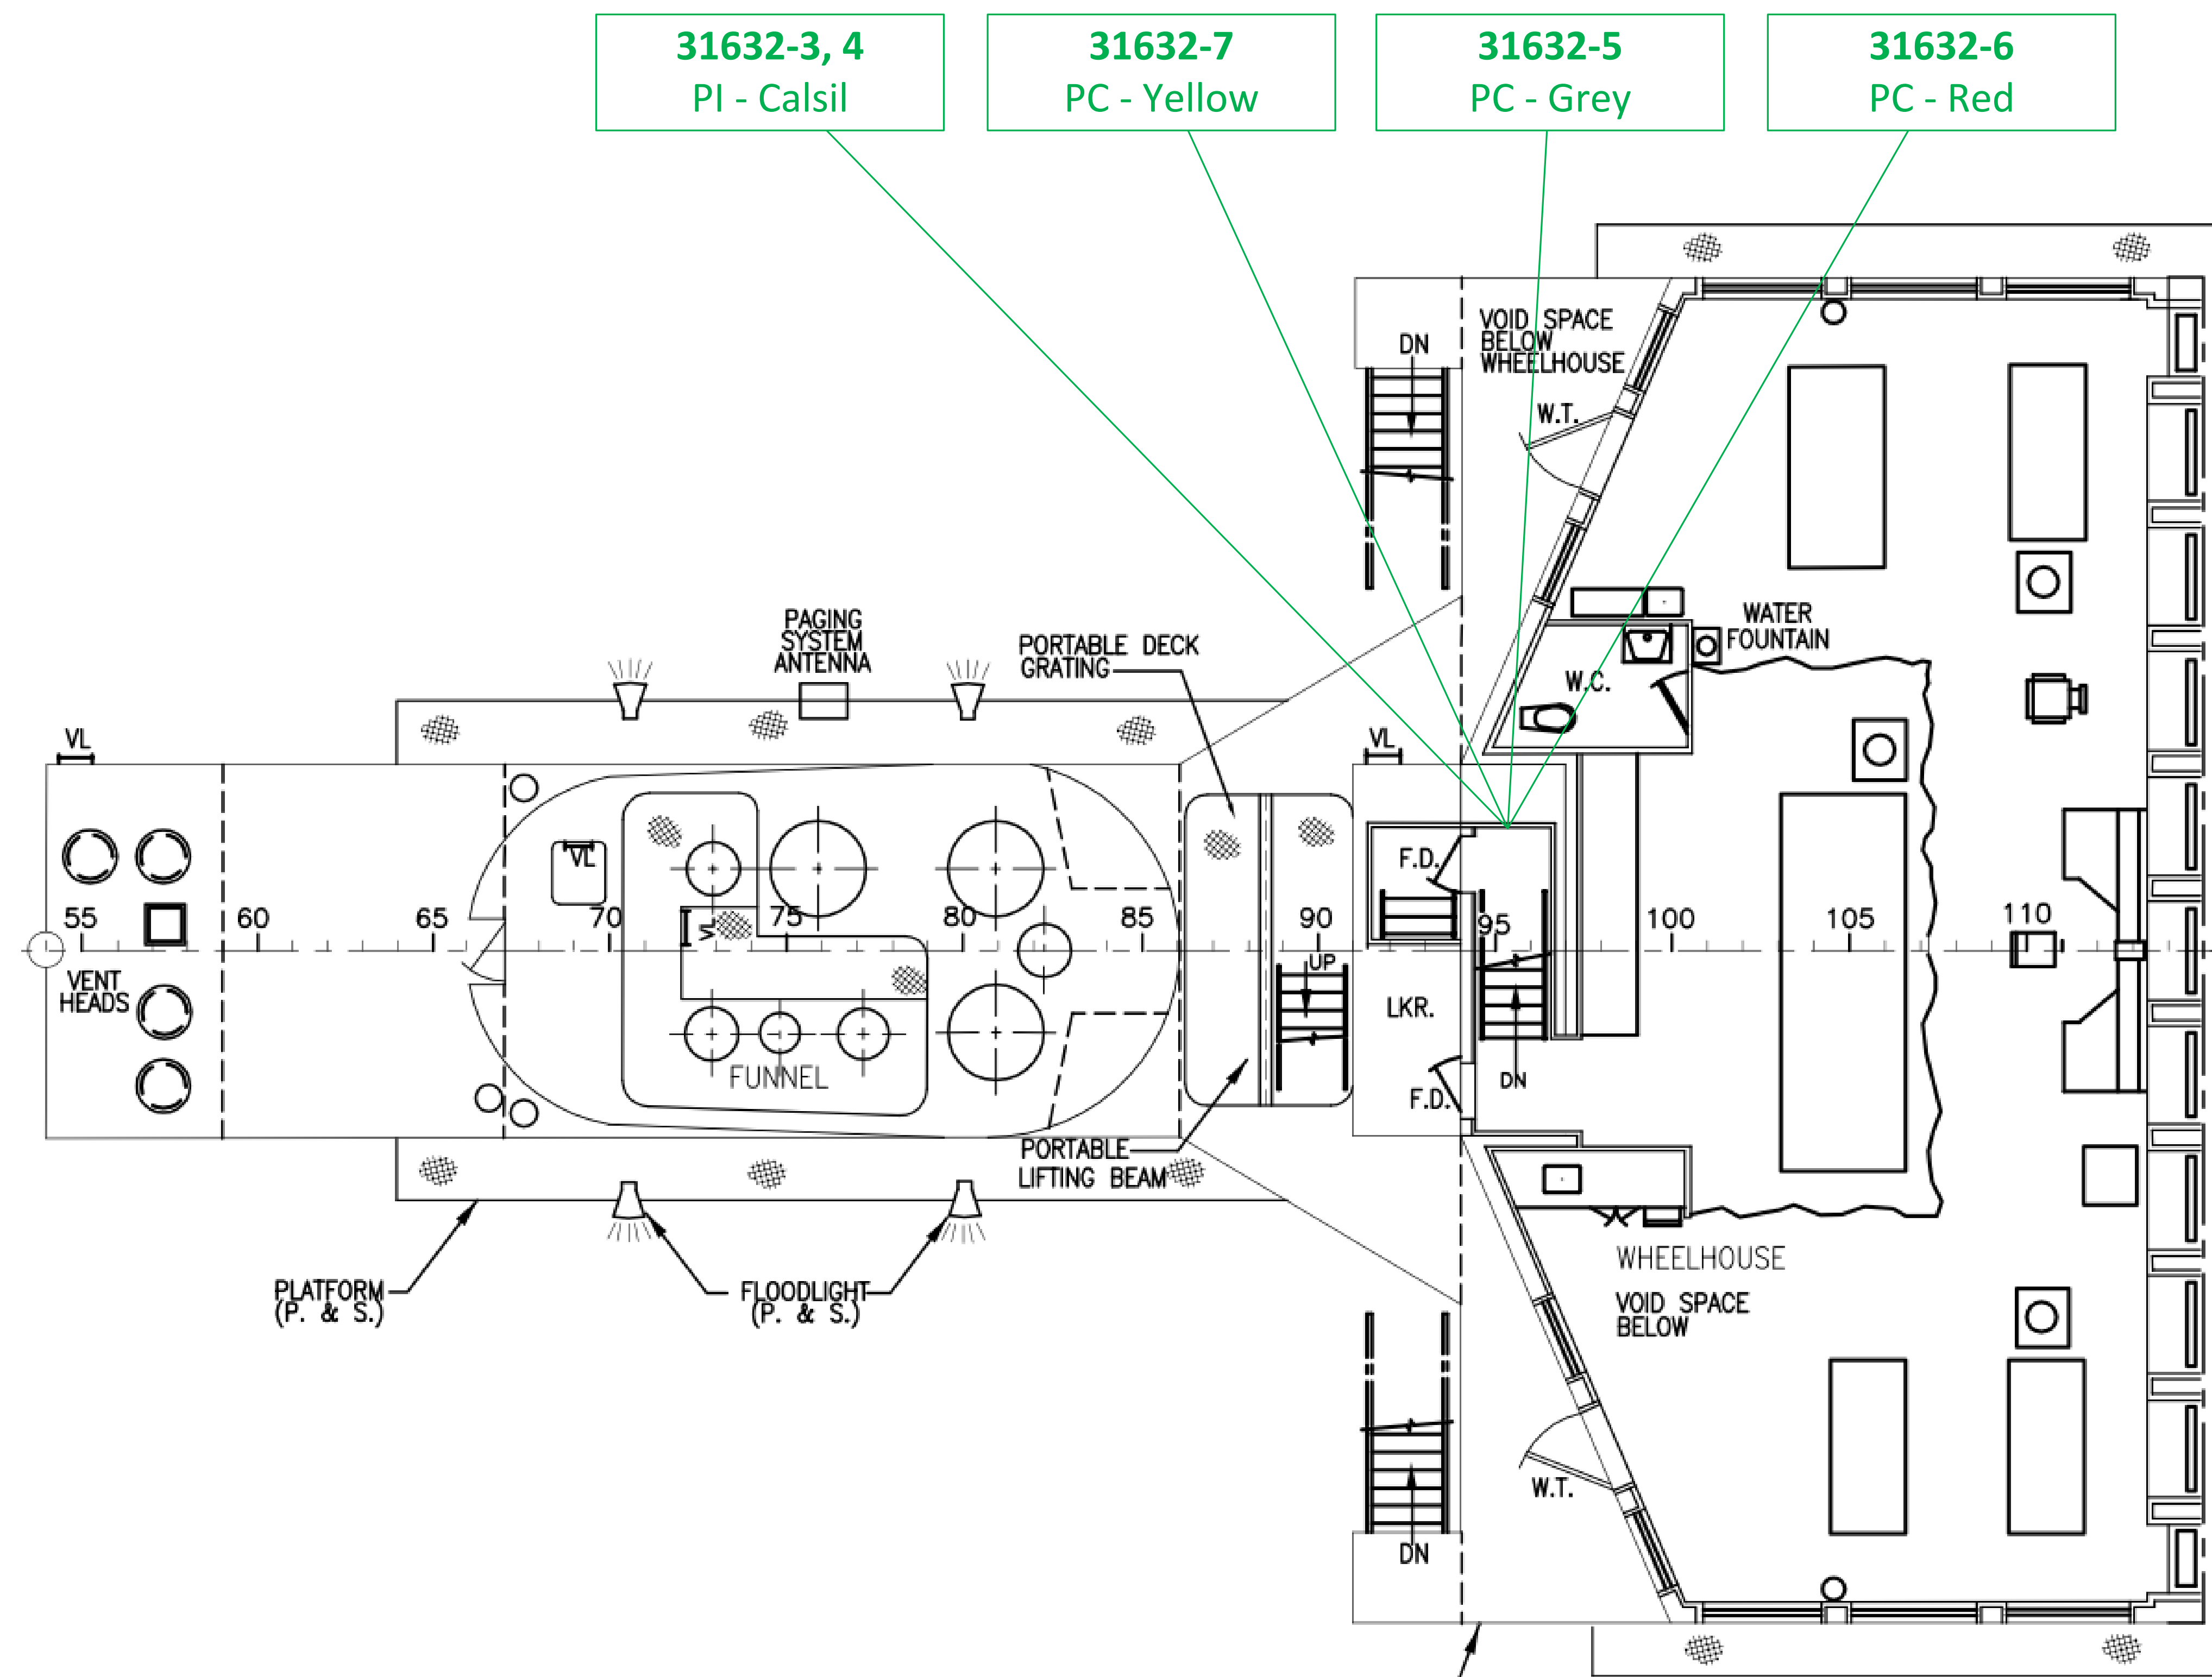 31632-3, 4
PI - Calsil
31632-7
PC - Yellow
31632-5
PC - Grey
31632-6
PC - Red
VOID SPACE
BELOW
WHEELHOUSE
DN
W.T.
PAGING
SYSTEM
ANTENNA
PORTABLE DECK
GRATING
WATER
FOUNTAIN
W.C.
VL
VL
VL
F.D.
55
60
65
70
75
80
85
90
95
100
105
110
VL
UP
VENT
HEADS
LKR.
FUNNEL
DN
F.D.
PORTABLE
LIFTING BEAM
WHEELHOUSE
VOID SPACE
BELOW
PLATFORM
(P. & S.)
FLOODLIGHT
(P. & S.)
W.T.
DN